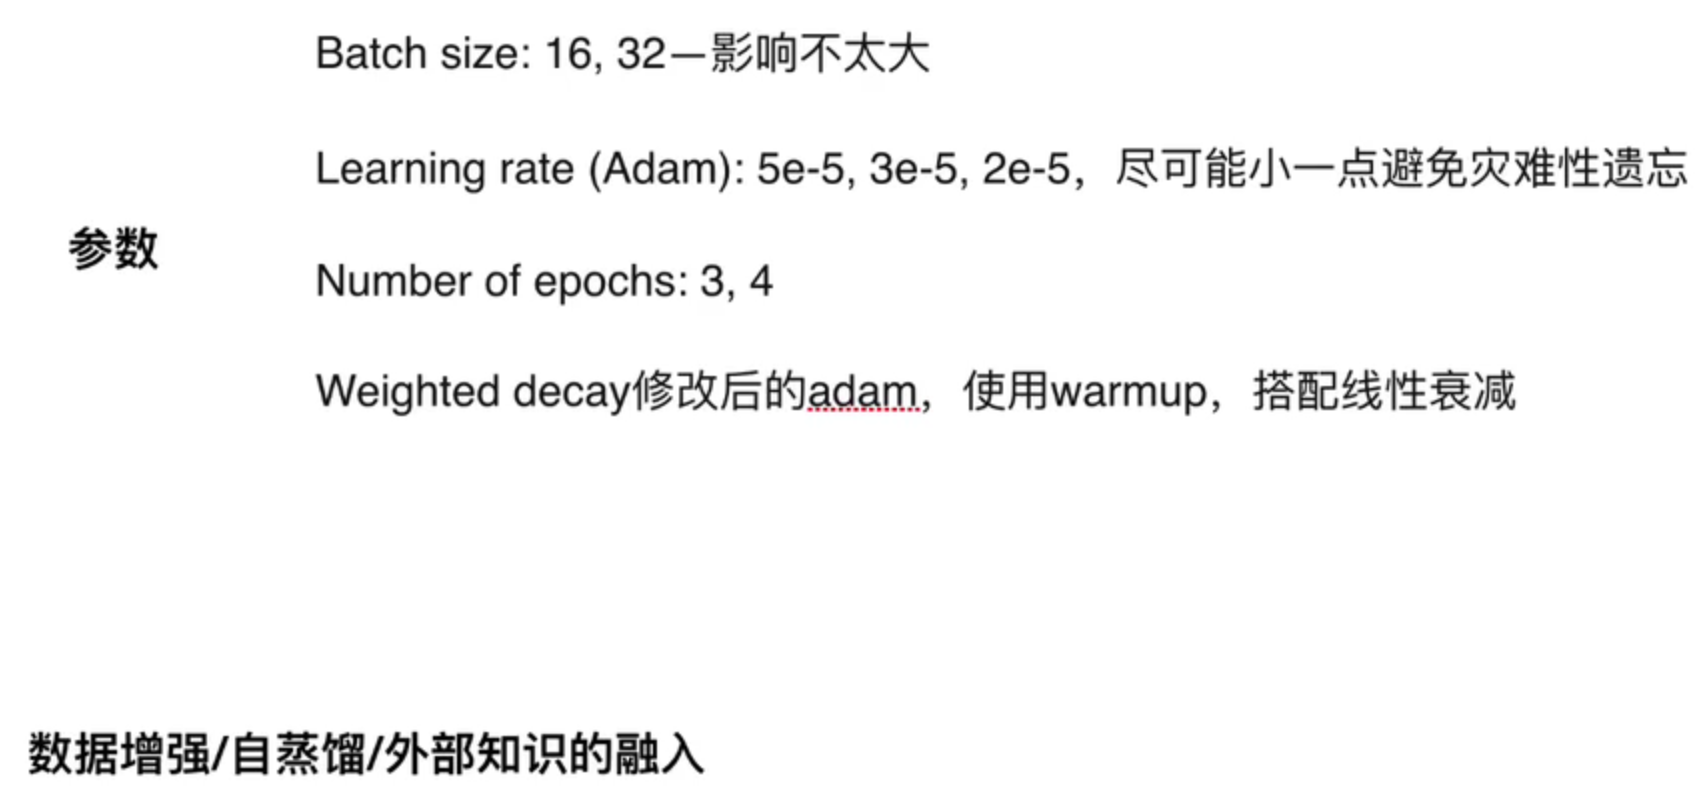 Batch size: 16, 32—影响不太大
Learning rate (Adam): 5e-5, 3e-5, 2e-5，尽可能小一点避免灾难性遗忘
参数
Number of epochs: 3, 4
Weighted decay修改后的adam，使用warmup，搭配线性衰减
数据增强/自蒸馏/外部知识的融入